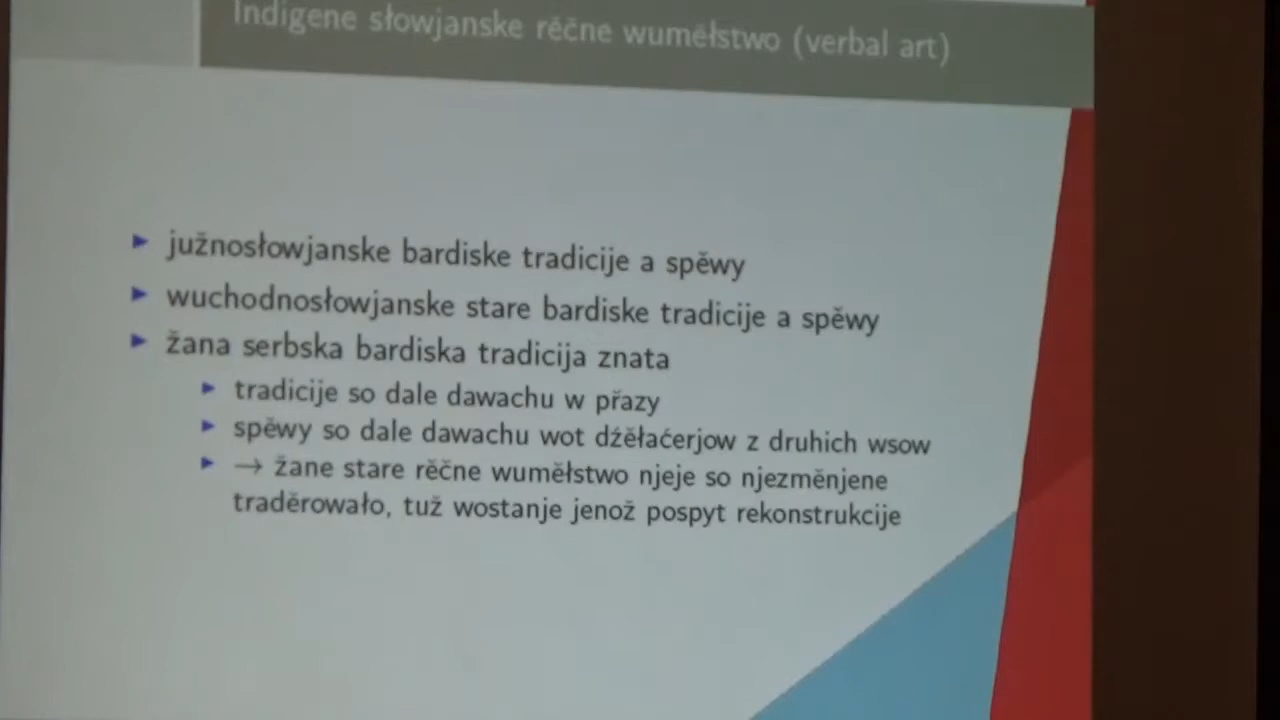 Indigene słowjanske rěčne wuměłstwo (verbal art)
južnosłowjanske bardiske tradicije a spěwy
wuchodnosłowjanske stare bardiske tradicije a spěwy
žana serbska bardiska tradicija znata
tradicije so dale dawachu w přazy
spěwy so dale dawachu wot dźěłaćerjow z druhich wsow
→ žane stare rěčne wuměłstwo njeje so njezměnjene
traděrowało, tuž wostanje jenož pospyt rekonstrukcije